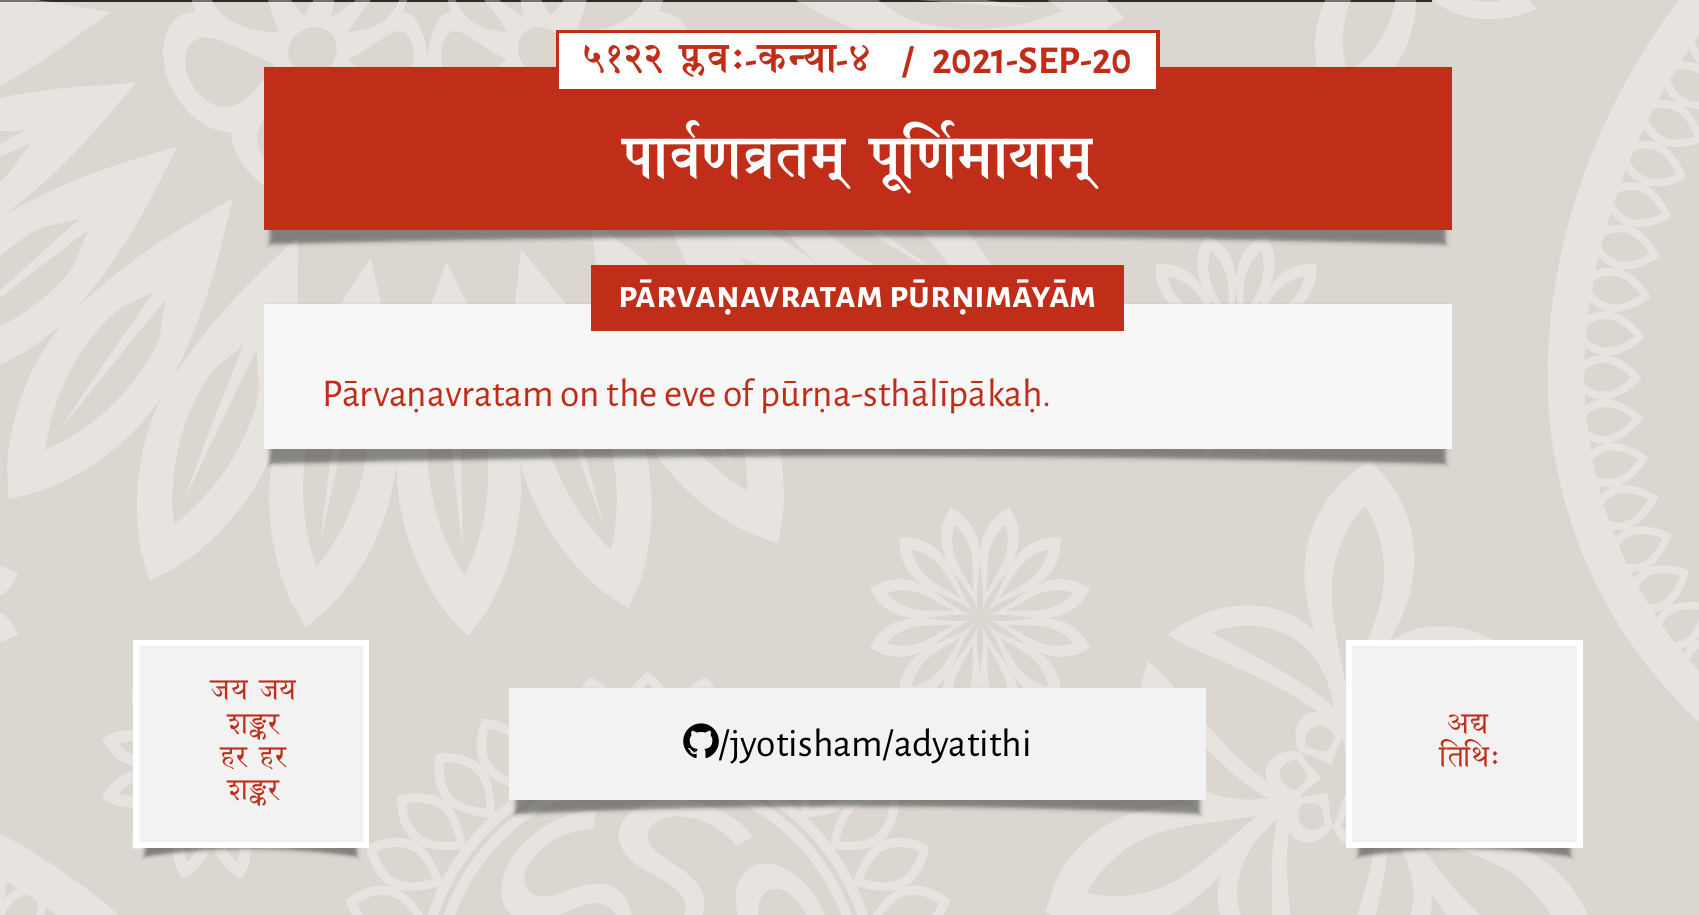 ५१२२ प्लवः-कन्या-४ / 2021-SEP-20
पार्वणव्रतम् पूर्णिमायाम्
PĀRVAṆAVRATAM PŪRṆIMĀYĀM
Pārvaṇavratam on the eve of pūrṇa-sthālīpākaḥ.
जय जय
शङ्कर
हर हर
शङ्कर
/jyotisham/adyatithi
अद्य
तिथिः